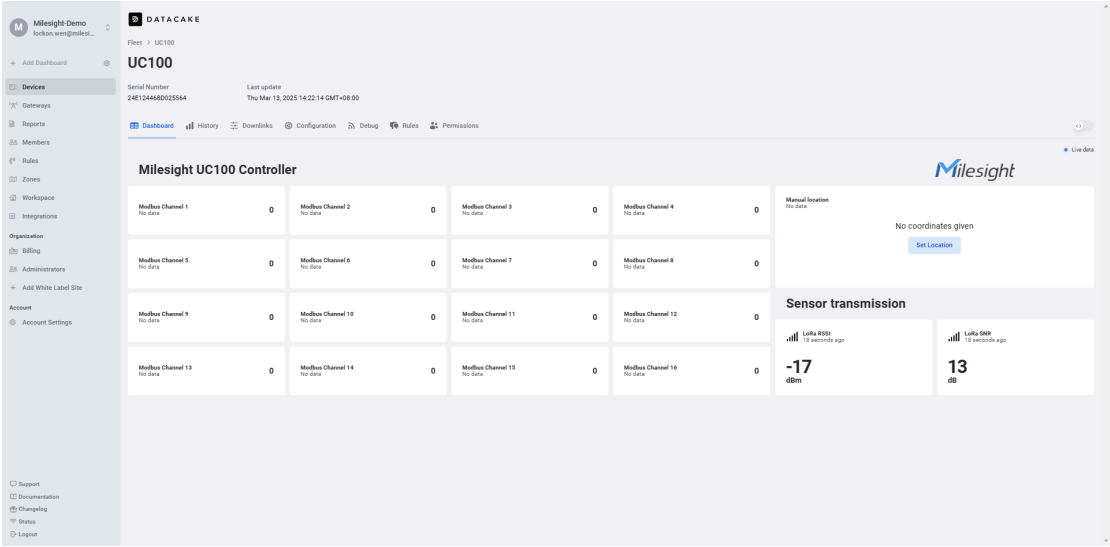 M
Milesight-Demo
lockon.wen@milesi...
Add Dashboard
Devices
Gateways
Reports
Members
Rules
Zones
Workspace
Integrations
Organization
Billing
Administrators
Add White Label Site
Account
Account Settings
Support
Documentation
Changelog
Status
Logout
DATACAKE
Fleet > UC100
UC100
Serial Number
24E124468D025564
Last update
Thu Mar 13, 2025 14:22:14 GMT+08:00
Dashboard History Downlinks Configuration Debug Rules Permissions
Live data
Milesight UC100 Controller
Milesight
Modbus Channel 1
No data
0
Modbus Channel 2
No data
0
Modbus Channel 3
No data
0
Modbus Channel 4
No data
0
Modbus Channel 5
No data
0
Modbus Channel 6
No data
0
Modbus Channel 7
No data
0
Modbus Channel 8
No data
0
Modbus Channel 9
No data
0
Modbus Channel 10
No data
0
Modbus Channel 11
No data
0
Modbus Channel 12
No data
0
Modbus Channel 13
No data
0
Modbus Channel 14
No data
0
Modbus Channel 15
No data
0
Modbus Channel 16
No data
0
Manual location
No data
No coordinates given
Set Location
Sensor transmission
LoRa RSSI
18 seconds ago
-17
dBm
LoRa SNR
18 seconds ago
13
dB